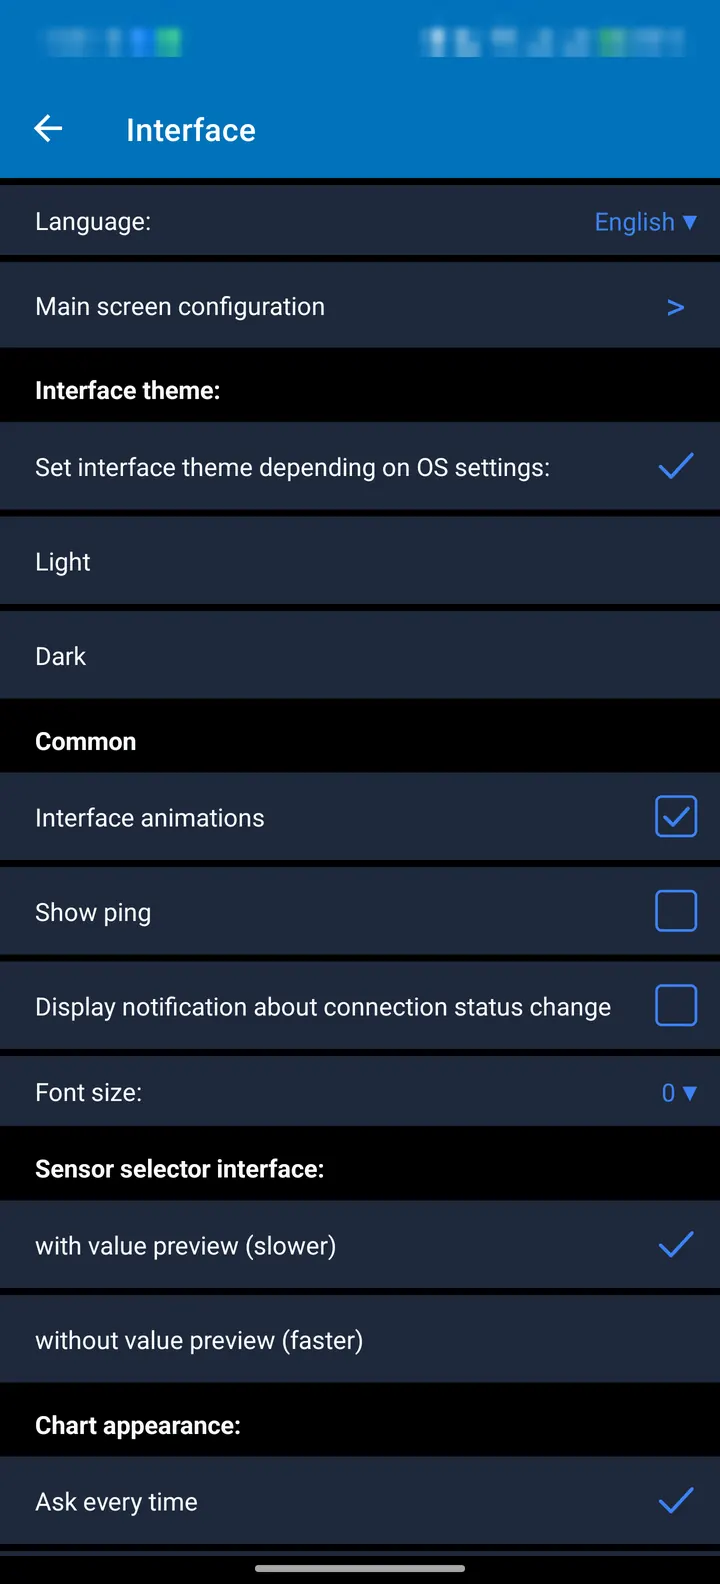 Interface
Language:
English ▼
Main screen configuration
>
Interface theme:
Set interface theme depending on OS settings:
Light
Dark
Common
Interface animations
Show ping
Display notification about connection status change
Font size:
0 ▼
Sensor selector interface:
with value preview (slower)
without value preview (faster)
Chart appearance:
Ask every time